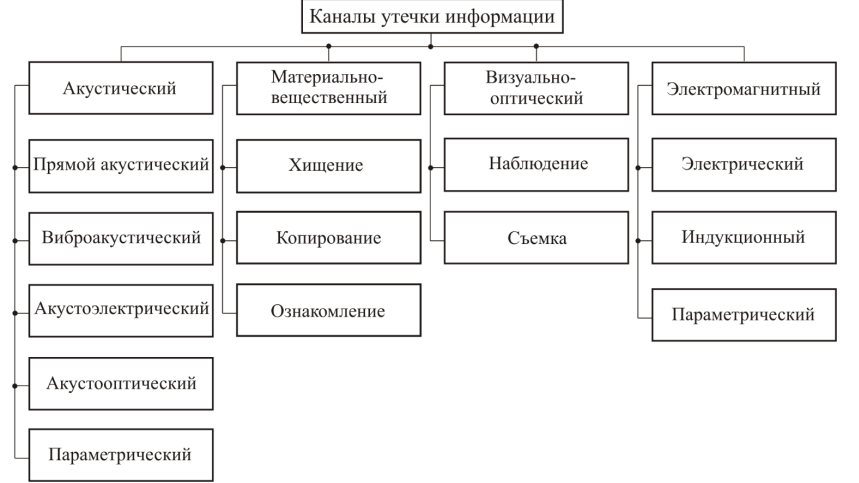 Каналы утечки информации
Акустический
Прямой акустический
Виброакустический
Акустоэлектрический
Акустооптический
Параметрический
Материально-
вещественный
Хищение
Копирование
Ознакомление
Визуально-
оптический
Наблюдение
Съемка
Электромагнитный
Электрический
Индукционный
Параметрический